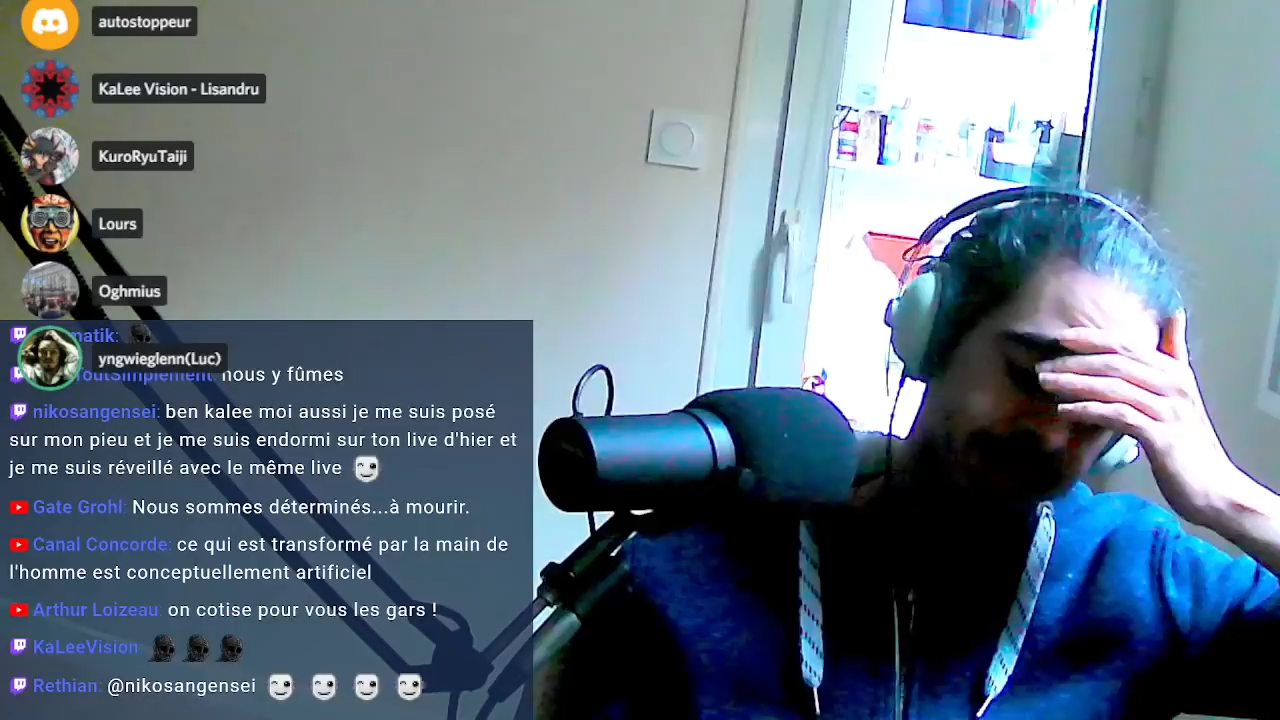 autostoppeur
KaLee Vision - Lisandru
KuroRyuTaiji
Lours
Oghmius
matik:
yngwieglenn(Luc)
outSimplement: nous y fûmes
nikosangensei: ben kalee moi aussi je me suis posé
sur mon pieu et je me suis endormi sur ton live d'hier et
je me suis réveillé avec le même live
Gate Grohl: Nous sommes déterminés...à mourir.
Canal Concorde: ce qui est transformé par la main de
l'homme est conceptuellement artificiel
Arthur Loizeau: on cotise pour vous les gars !
KaLeeVision
Rethian: @nikosangensei